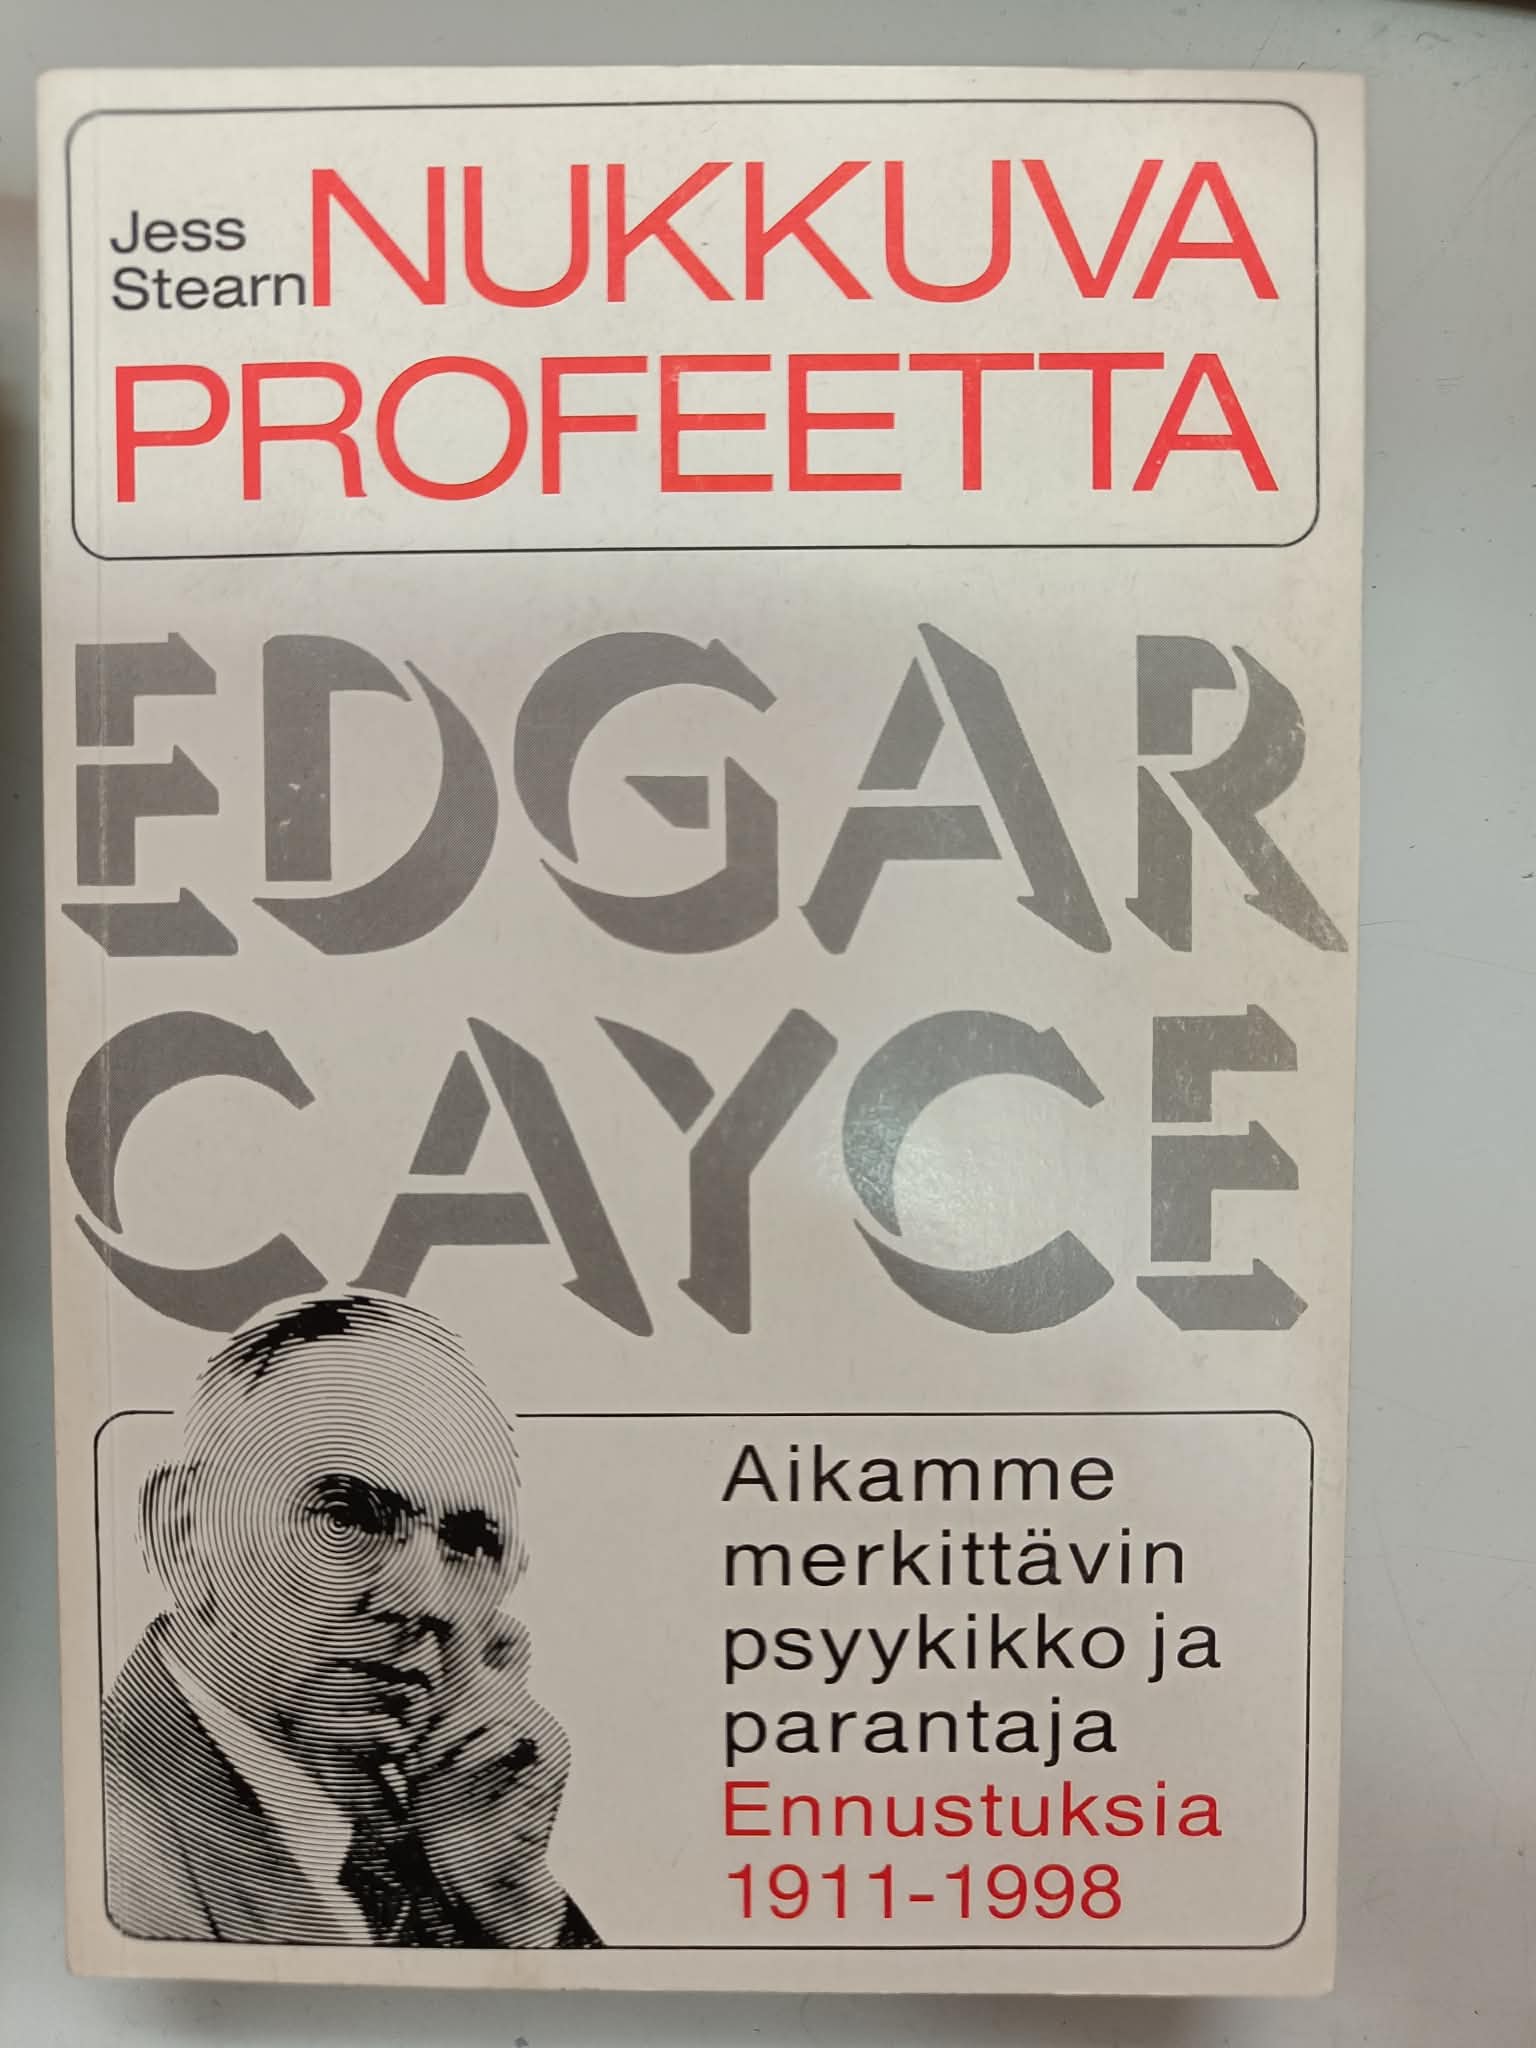 Jess
Stearn
NUKKUVA
PROFEETTA
EDGAR
CAYCE
Aikamme
merkittävin
psyykikko ja
parantaja
Ennustuksia
1911-1998